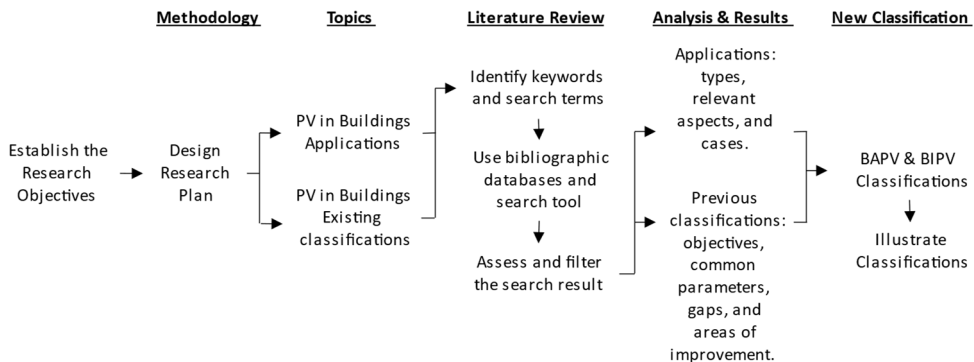 Methodology
Topics
Literature Review
Analysis & Results
New Classification
Establish the
Research
Objectives
Design
Research
Plan
PV in Buildings
Applications
PV in Buildings
Existing
classifications
Identify keywords
and search terms
Use bibliographic
databases and
search tool
Assess and filter
the search result
Applications:
types,
relevant
aspects, and
cases.
Previous
classifications:
objectives,
common
parameters,
gaps, and
areas of
improvement.
BAPV & BIPV
Classifications
Illustrate
Classifications